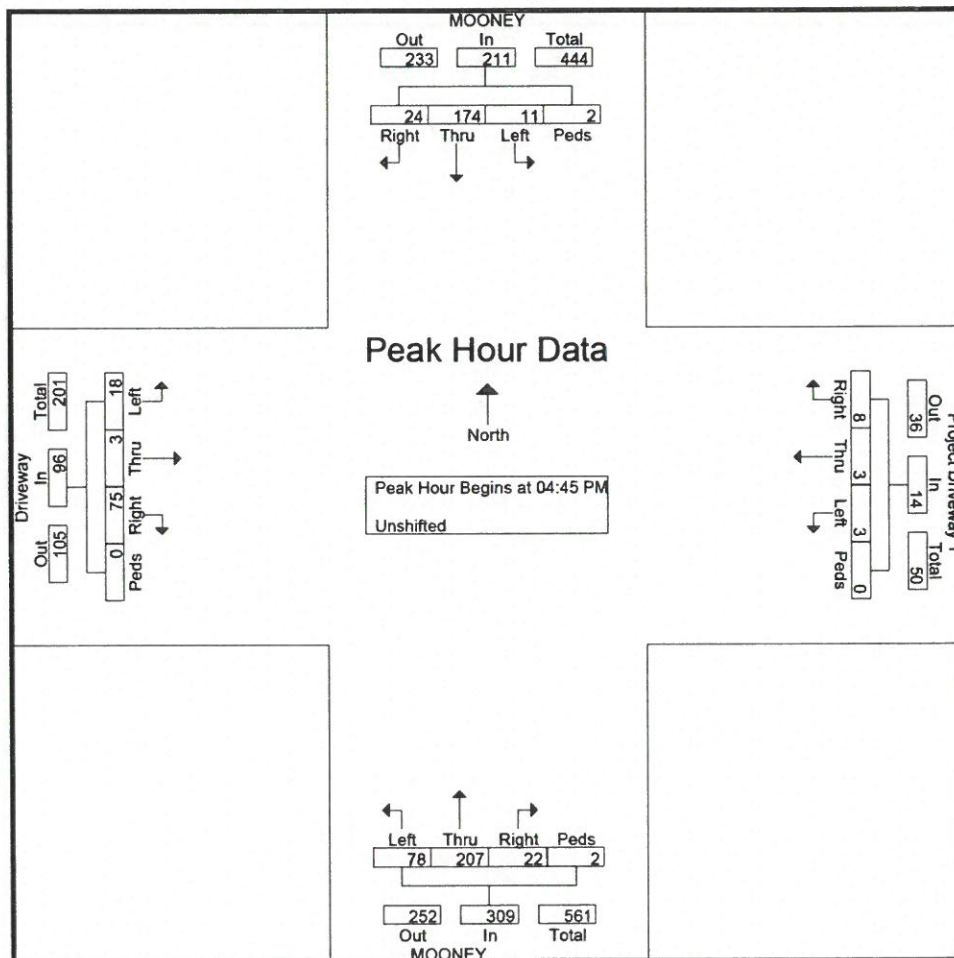 MOONEY
Out In Total
233 211 444
24 174 11 2
Right Thru Left Peds
Peak Hour Data
North
Peak Hour Begins at 04:45 PM
Unshifted
Driveway
Out In Total
105 96 201
18 3 75 0
Left Thru Right Peds
Project Driveway
Out In Total
36 14 50
8 3 3 0
Right Thru Left Peds
Left Thru Right Peds
78 207 22 2
252 309 561
Out In Total
MOONEY